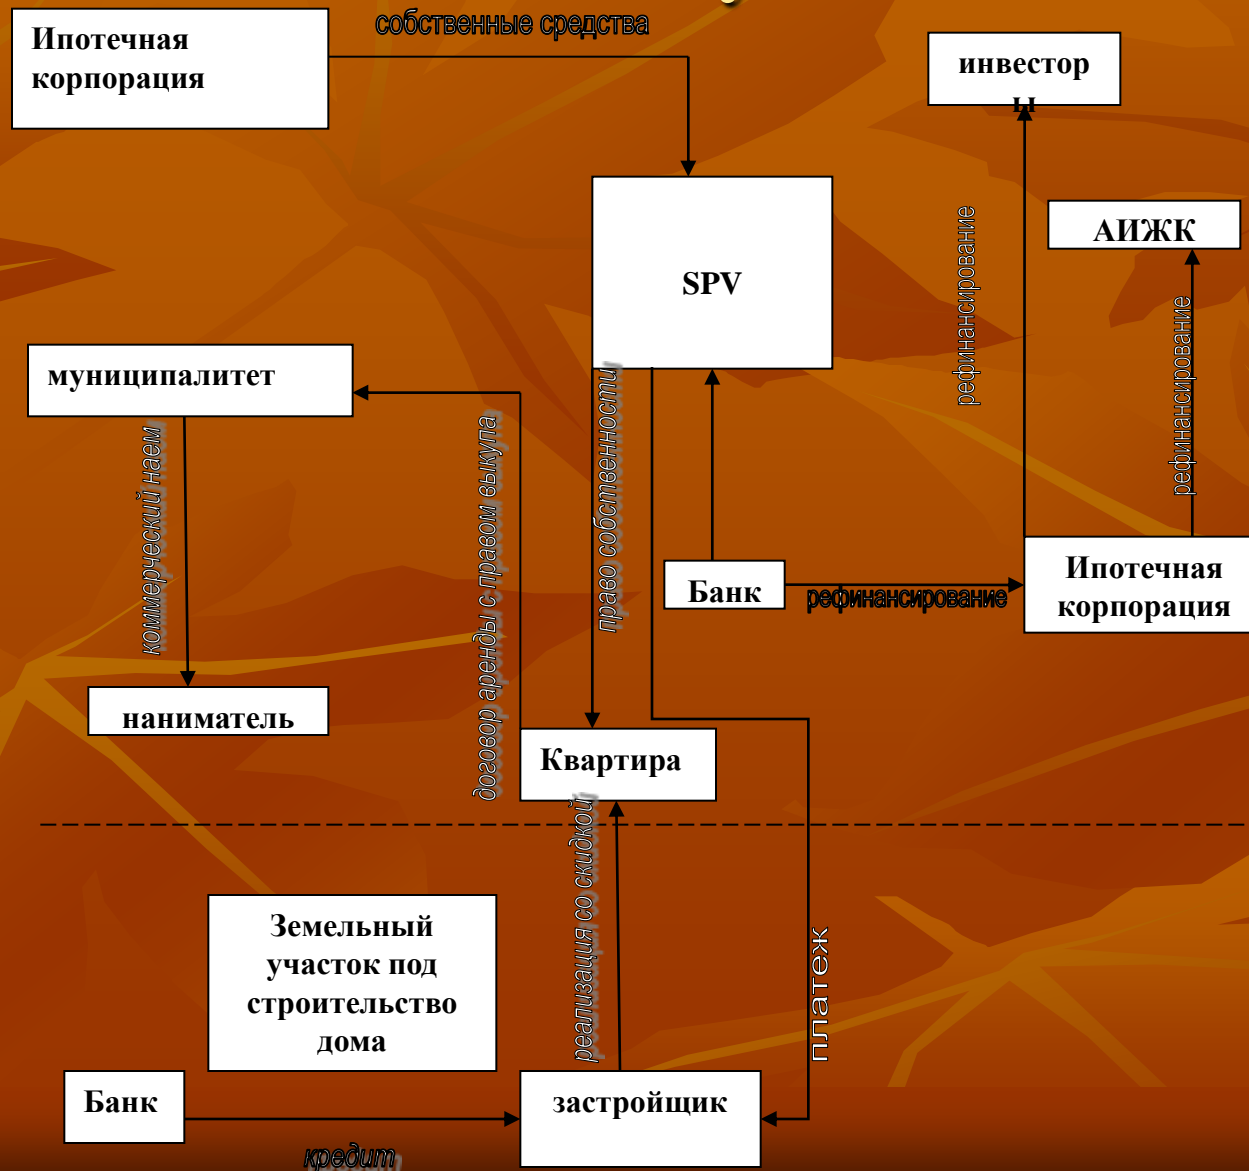 собственные средства
Ипотечная
корпорация
инвестор
ы
АИЖК
SPV
рефинансирование
рефинансирование
муниципалитет
коммерческий наем
договор аренды с правом выкупа
право собственности
Банк
рефинансирование
Ипотечная
корпорация
наниматель
Квартира
реализация со скидкой
Земельный
участок под
строительство
дома
платеж
Банк
кредит
застройщик